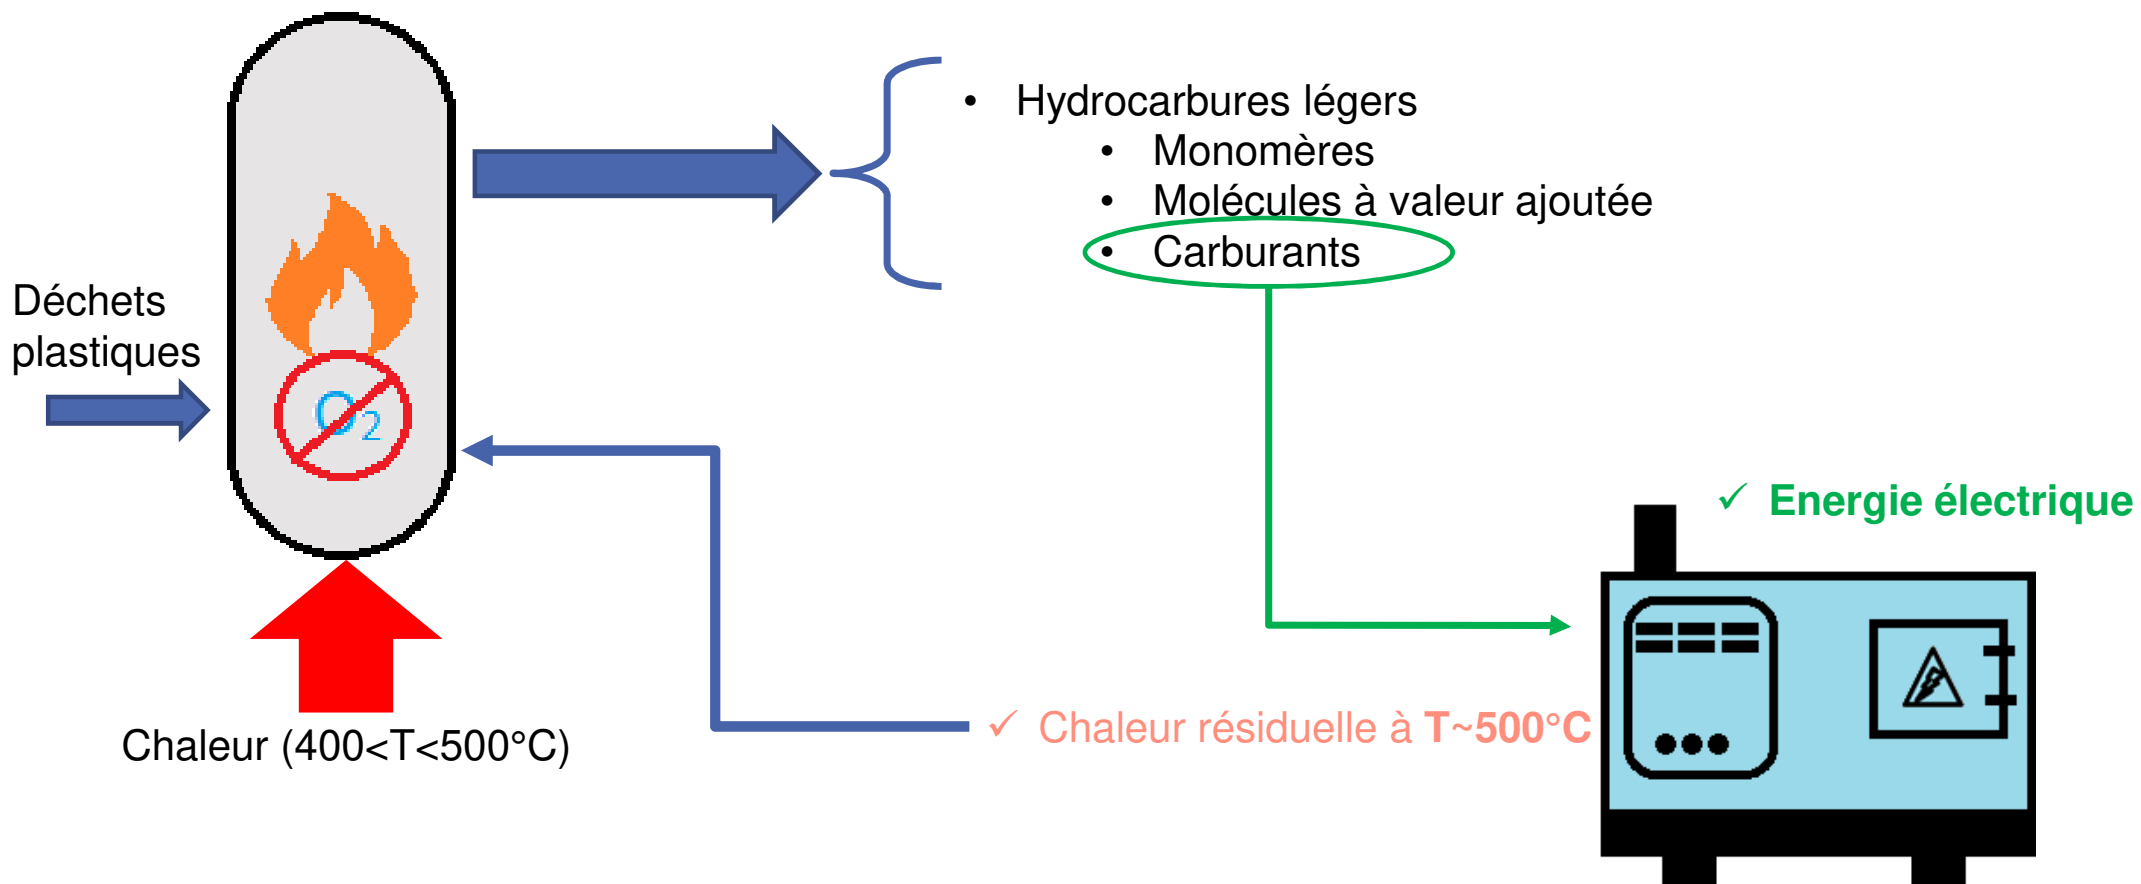 • Hydrocarbures légers
• Monomères
• Molécules à valeur ajoutée
• Carburants
Déchets
plastiques
O2
✓ Energie électrique
✓ Chaleur résiduelle à T~500°C
Chaleur (400<T<500°C)